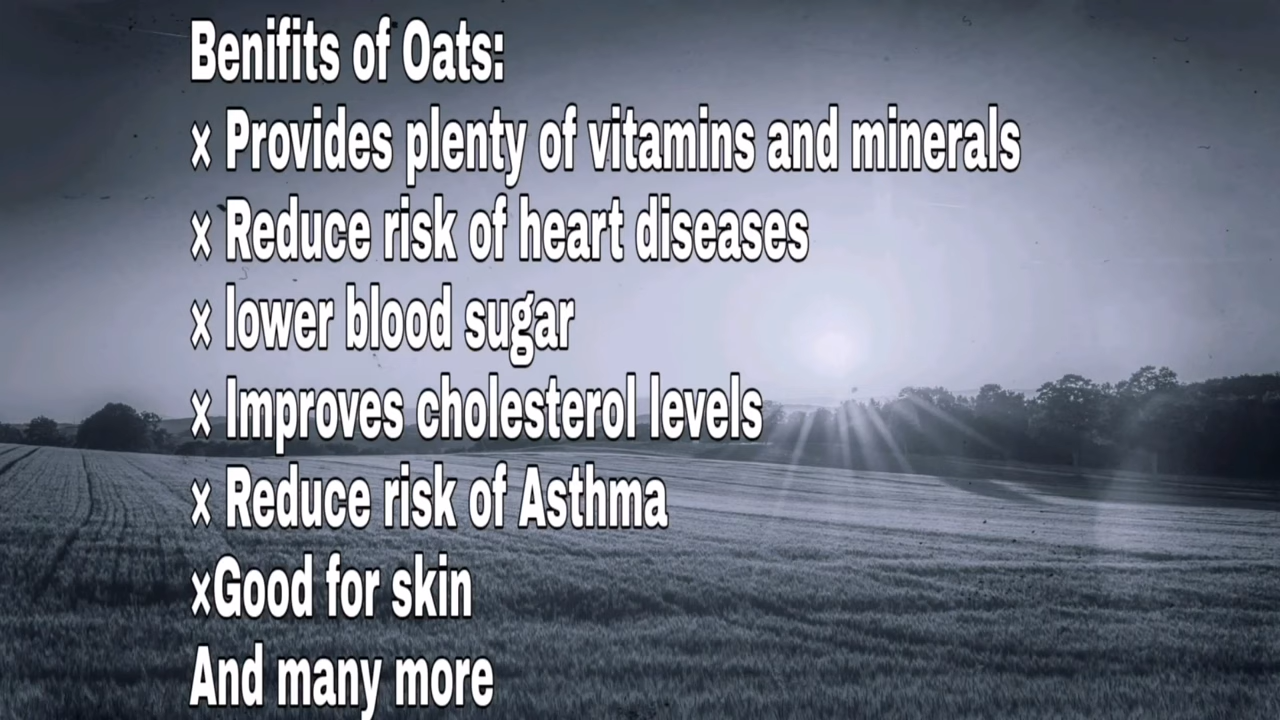 Benifits of Oats:
× Provides plenty of vitamins and minerals
× Reduce risk of heart diseases
× lower blood sugar
× Improves cholesterol levels
× Reduce risk of Asthma
×Good for skin
And many more